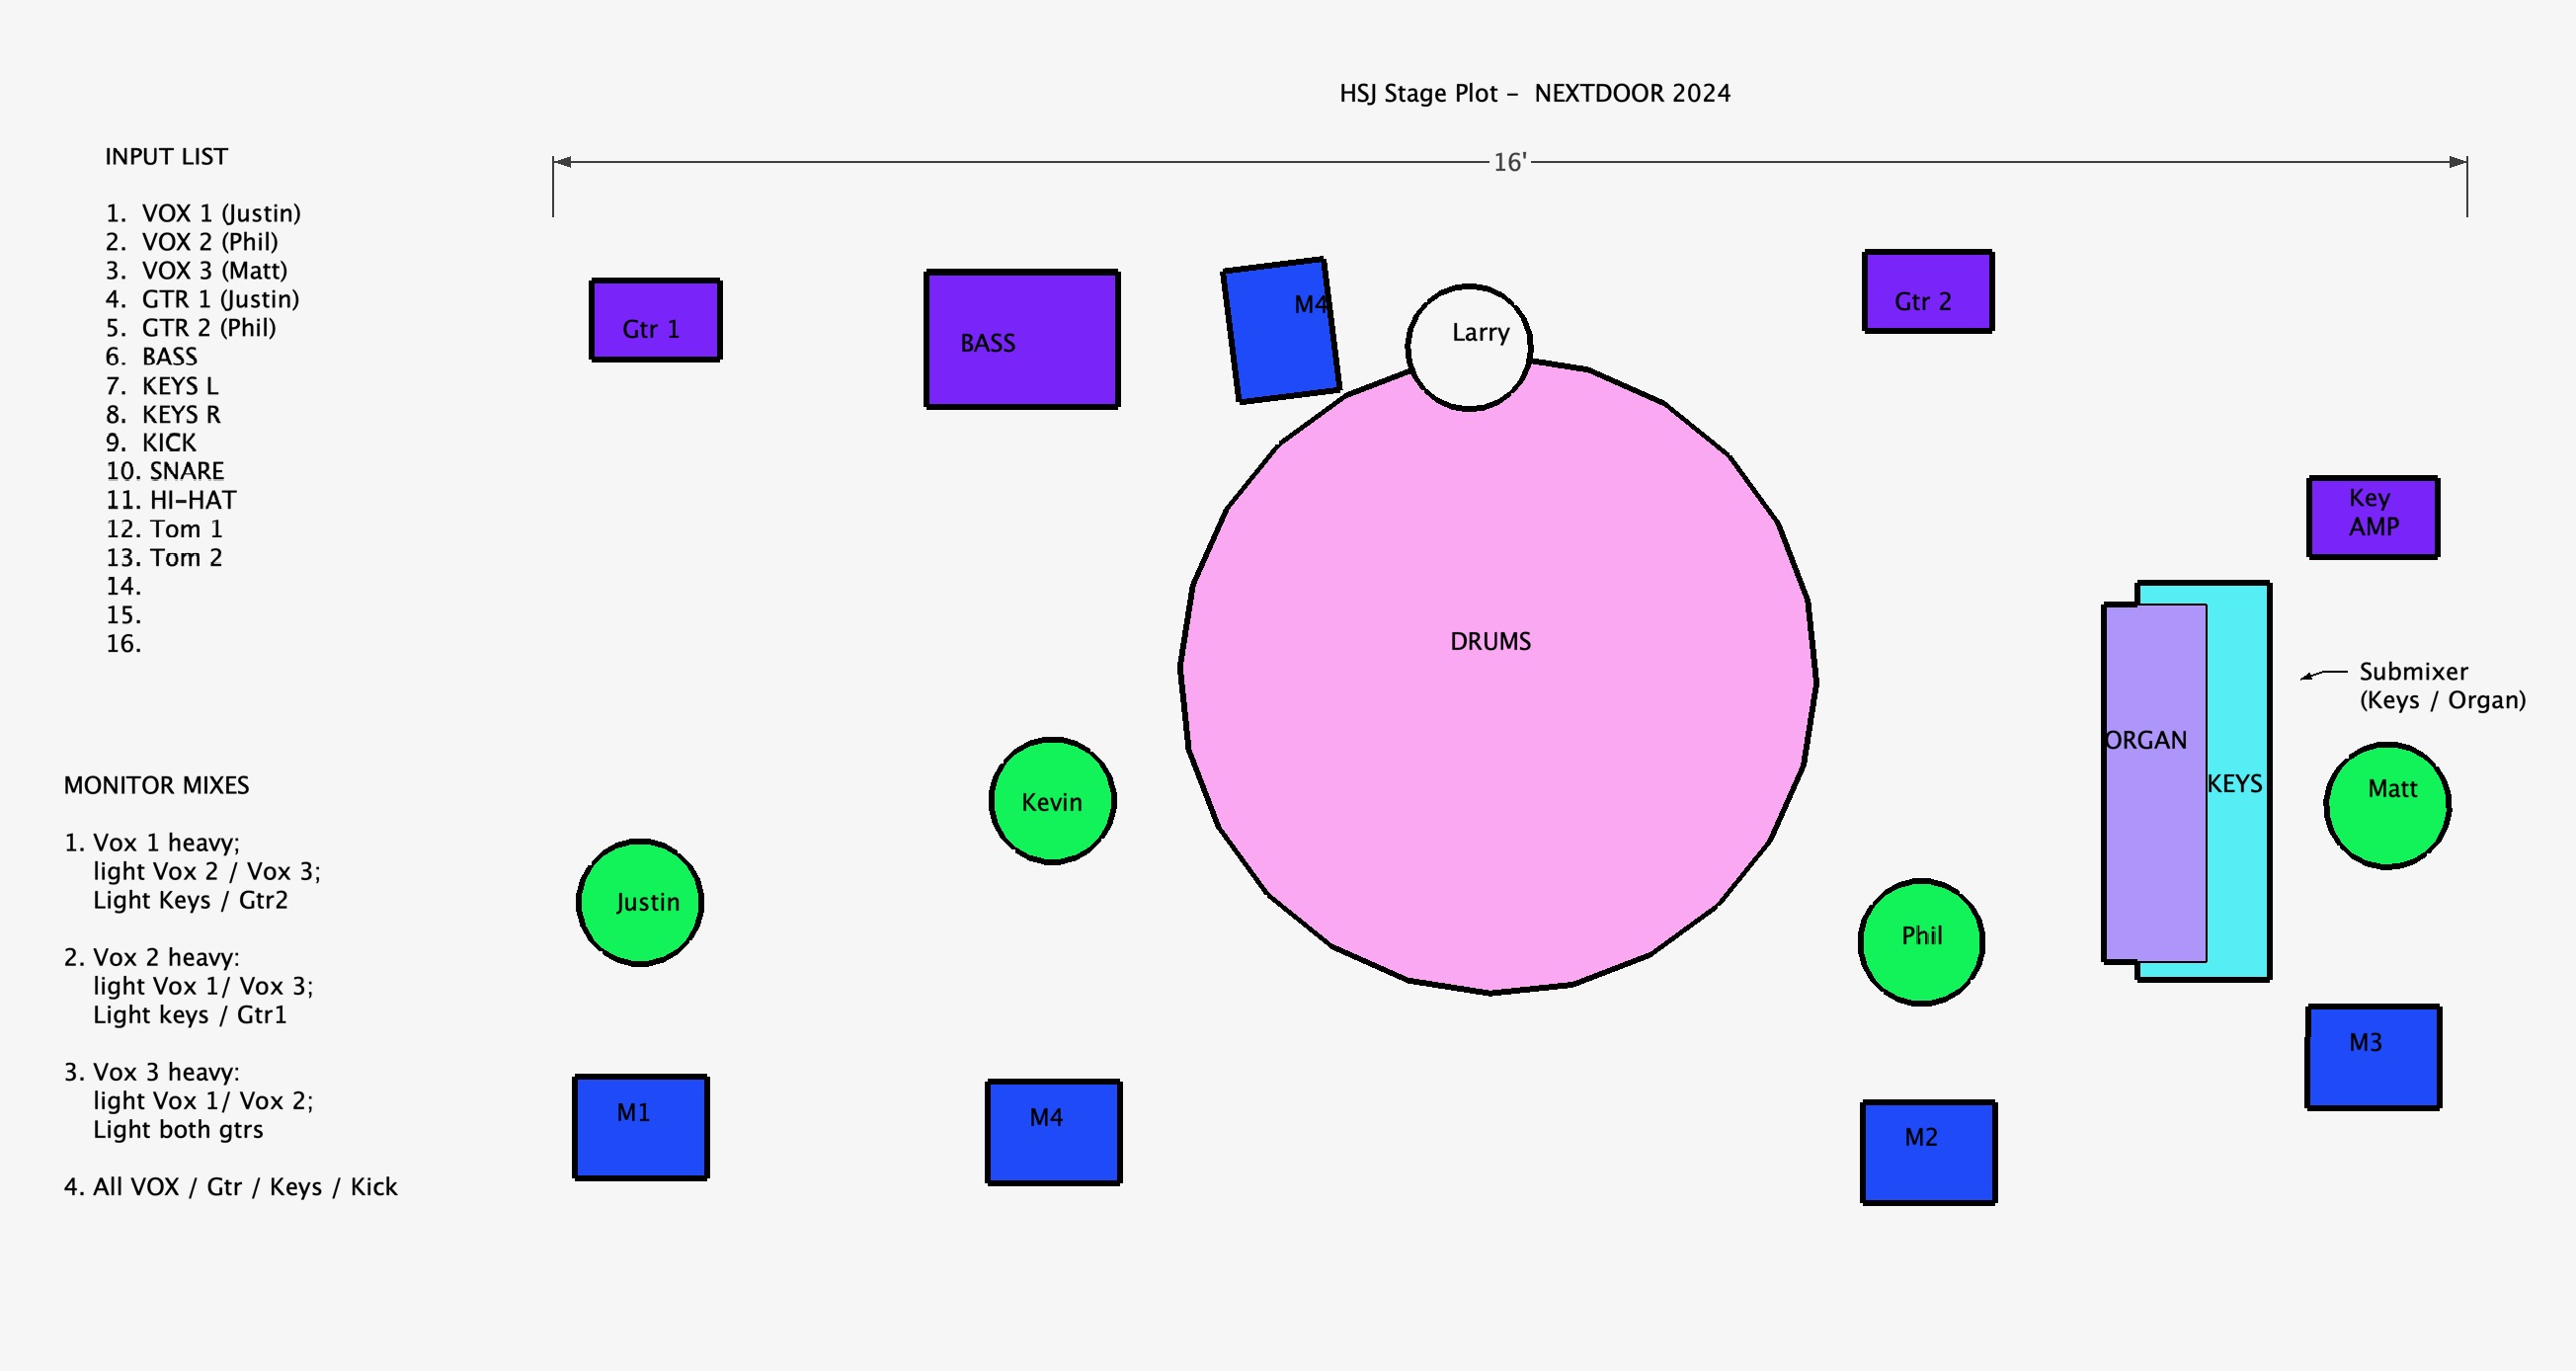 HSJ Stage Plot - NEXTDOOR 2024
16'
INPUT LIST
1. VOX 1 (Justin)
2. VOX 2 (Phil)
3. VOX 3 (Matt)
4. GTR 1 (Justin)
5. GTR 2 (Phil)
6. BASS
7. KEYS L
8. KEYS R
9. KICK
10. SNARE
11. HI-HAT
12. Tom 1
13. Tom 2
14.
15.
16.
MONITOR MIXES
1. Vox 1 heavy;
light Vox 2 / Vox 3;
Light Keys / Gtr2
2. Vox 2 heavy:
light Vox 1/ Vox 3;
Light keys / Gtr1
3. Vox 3 heavy:
light Vox 1/ Vox 2;
Light both gtrs
4. All VOX / Gtr / Keys / Kick
Gtr 1
BASS
M4
Larry
Gtr 2
Key
AMP
DRUMS
Submixer
(Keys / Organ)
ORGAN
KEYS
Matt
Kevin
Justin
Phil
M3
M1
M4
M2